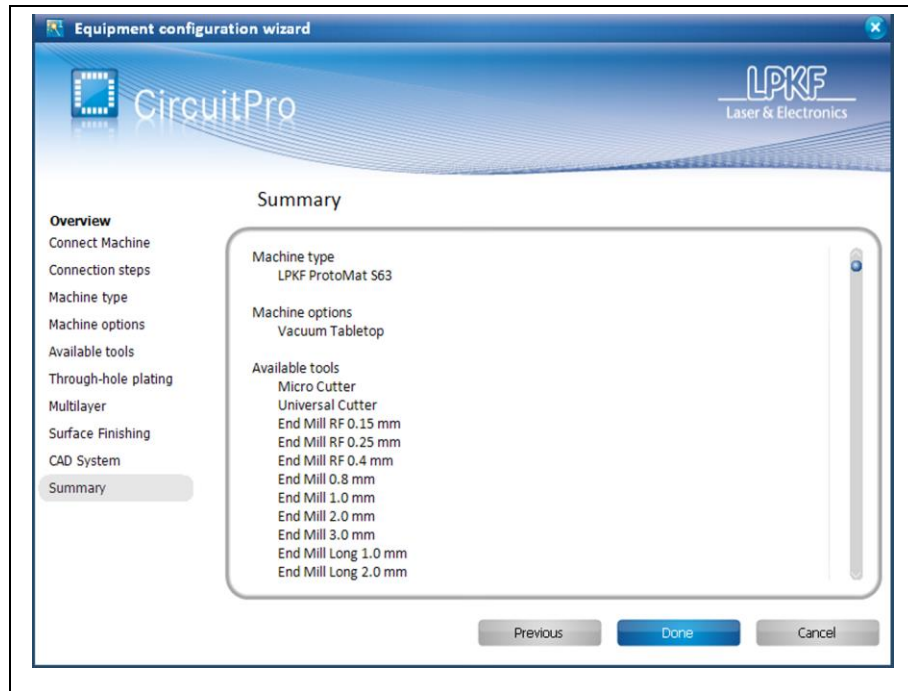 Equipment configuration wizard
CircuitPro
LPKF
Laser & Electronics
Summary
Overview
Connect Machine
Connection steps
Machine type
Machine options
Available tools
Through-hole plating
Multilayer
Surface Finishing
CAD System
Summary
Machine type
LPKF ProtoMat S63
Machine options
Vacuum Tabletop
Available tools
Micro Cutter
Universal Cutter
End Mill RF 0.15 mm
End Mill RF 0.25 mm
End Mill RF 0.4 mm
End Mill 0.8 mm
End Mill 1.0 mm
End Mill 2.0 mm
End Mill 3.0 mm
End Mill Long 1.0 mm
End Mill Long 2.0 mm
Previous
Done
Cancel